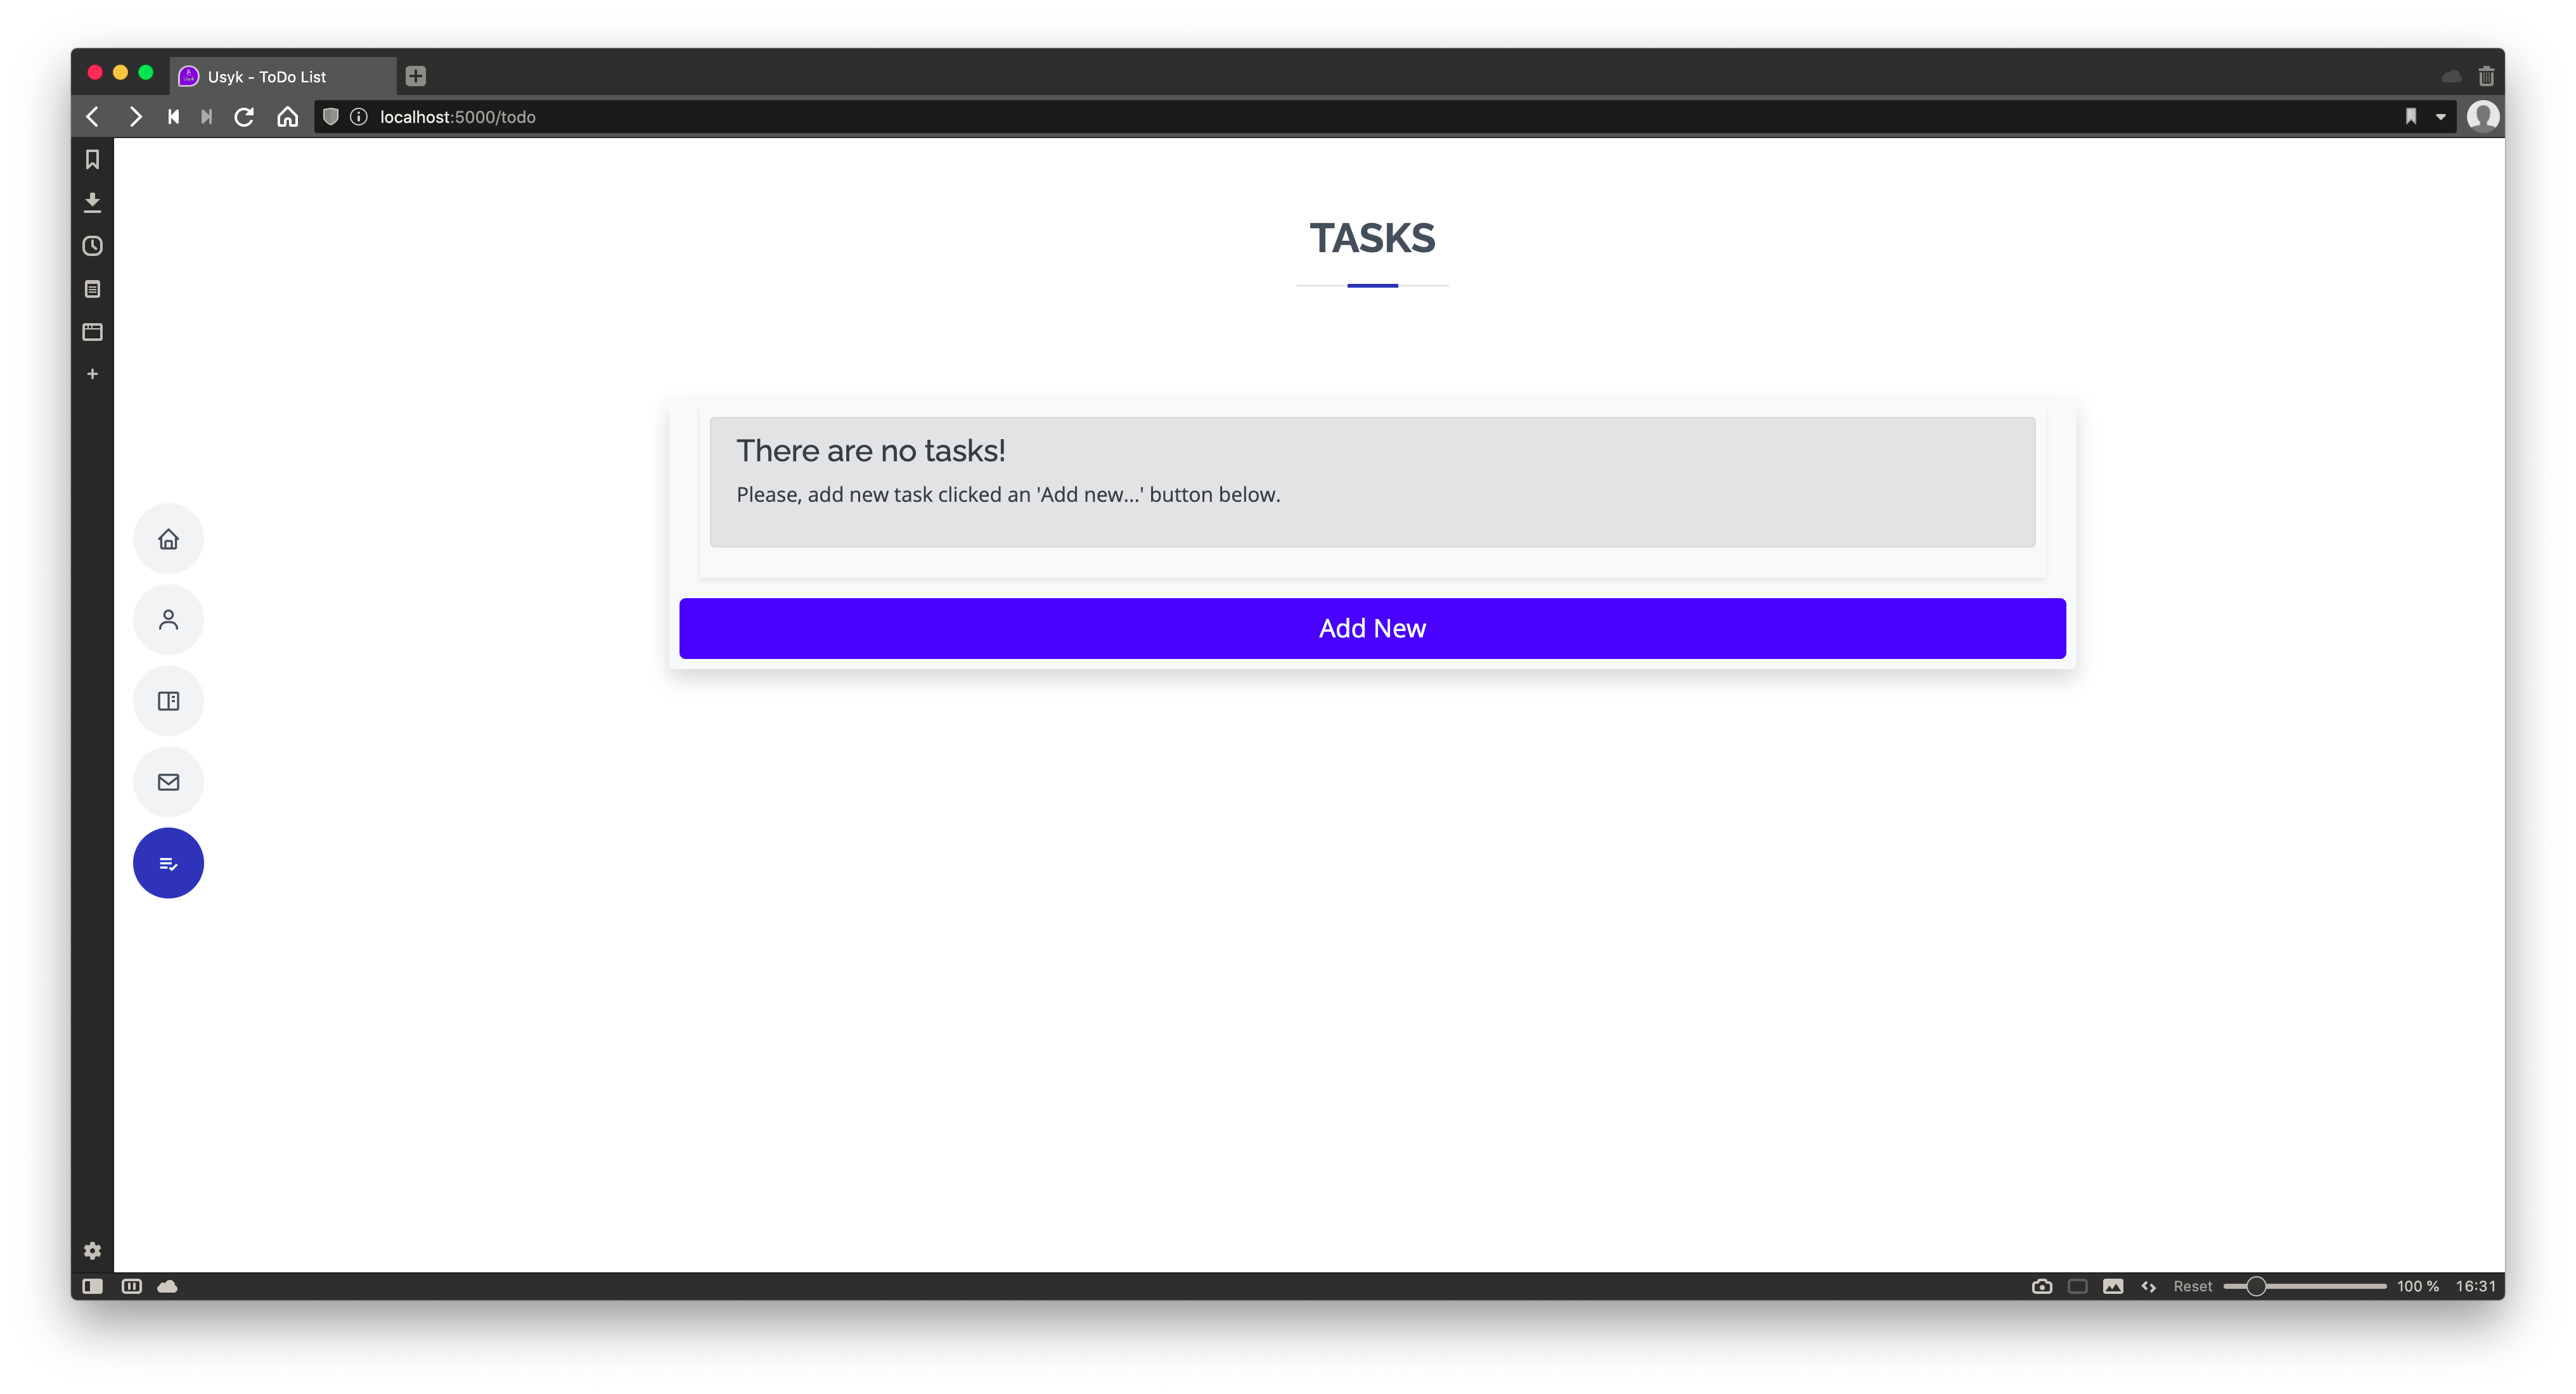 Usyk - ToDo List
localhost:5000/todo
TASKS
There are no tasks!
Please, add new task clicked an 'Add new...' button below.
Add New
Reset
100 %
16:31